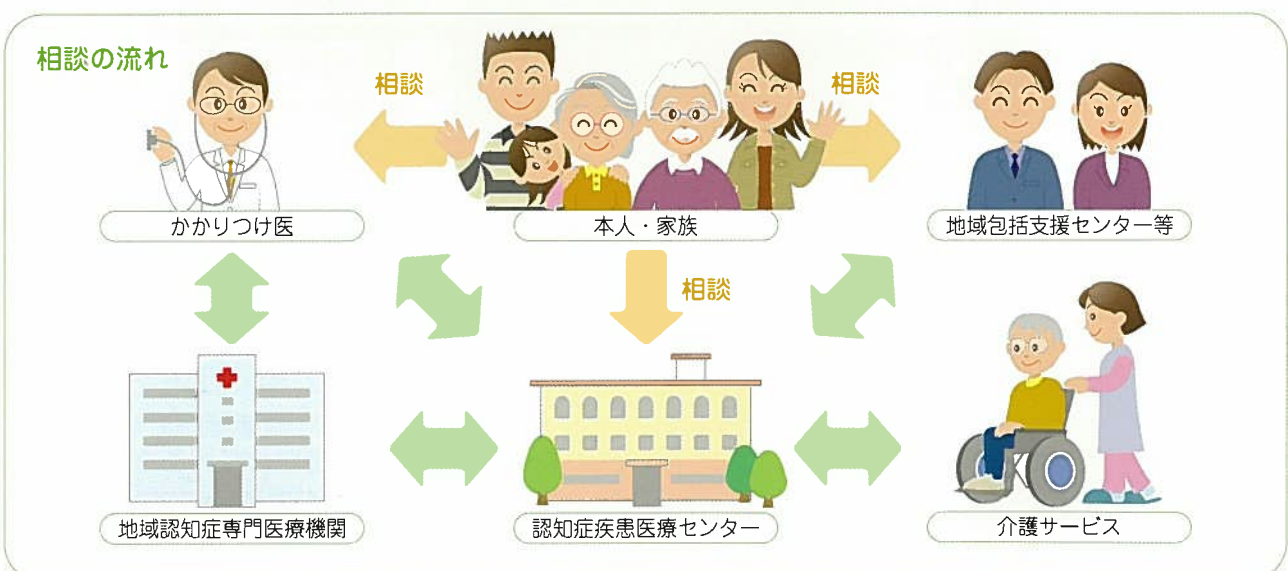 相談の流れ
相談
相談
かかりつけ医
本人・家族
地域包括支援センター等
相談
地域認知症専門医療機関
認知症疾患医療センター
介護サービス